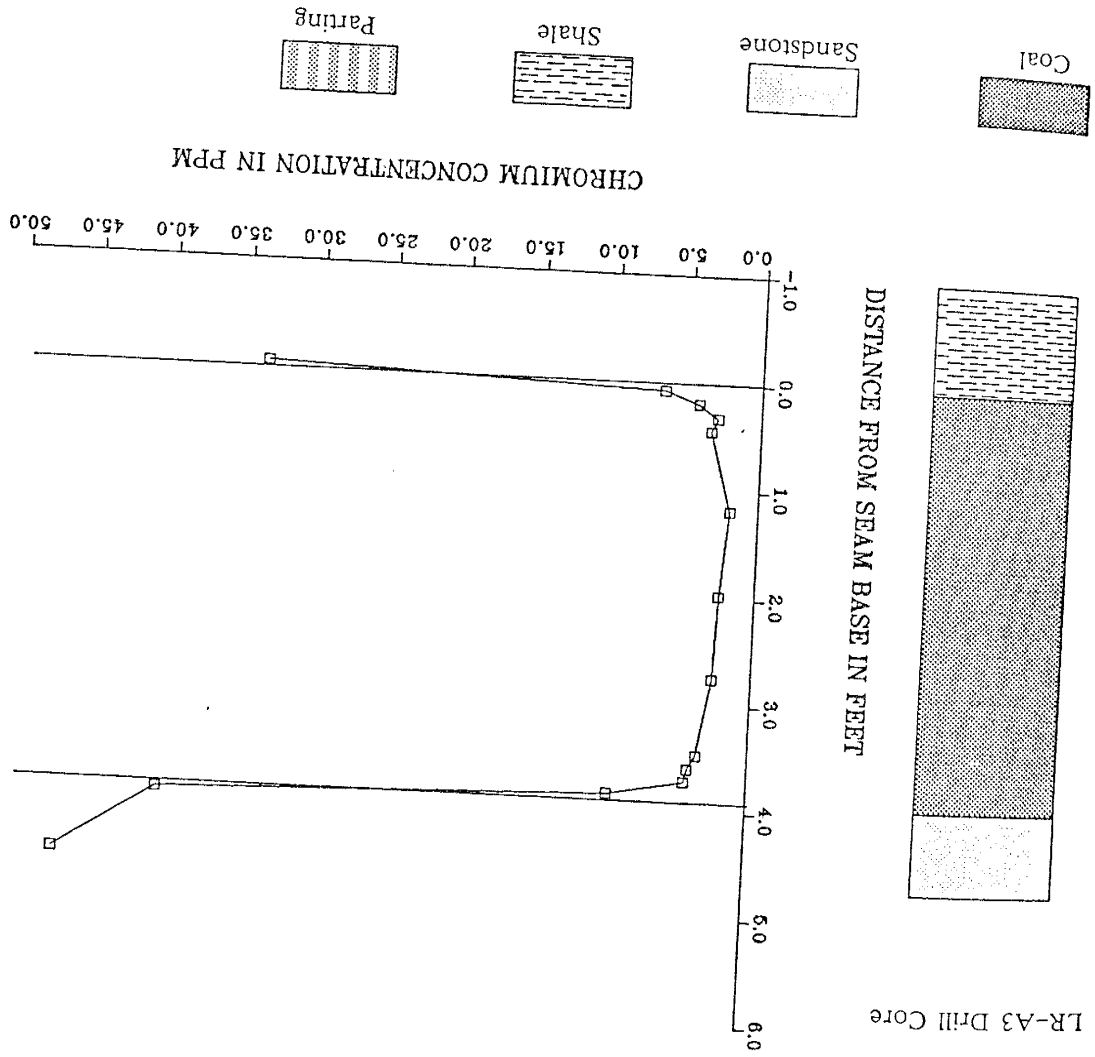 LR-A3 Drill Core
6.0
5.0
4.0
3.0
2.0
1.0
0.0
-1.0
DISTANCE FROM SEAM BASE IN FEET
0.0 5.0 10.0 15.0 20.0 25.0 30.0 35.0 40.0 45.0 50.0
CHROMIUM CONCENTRATION IN PPM
Coal Sandstone Shale Parting